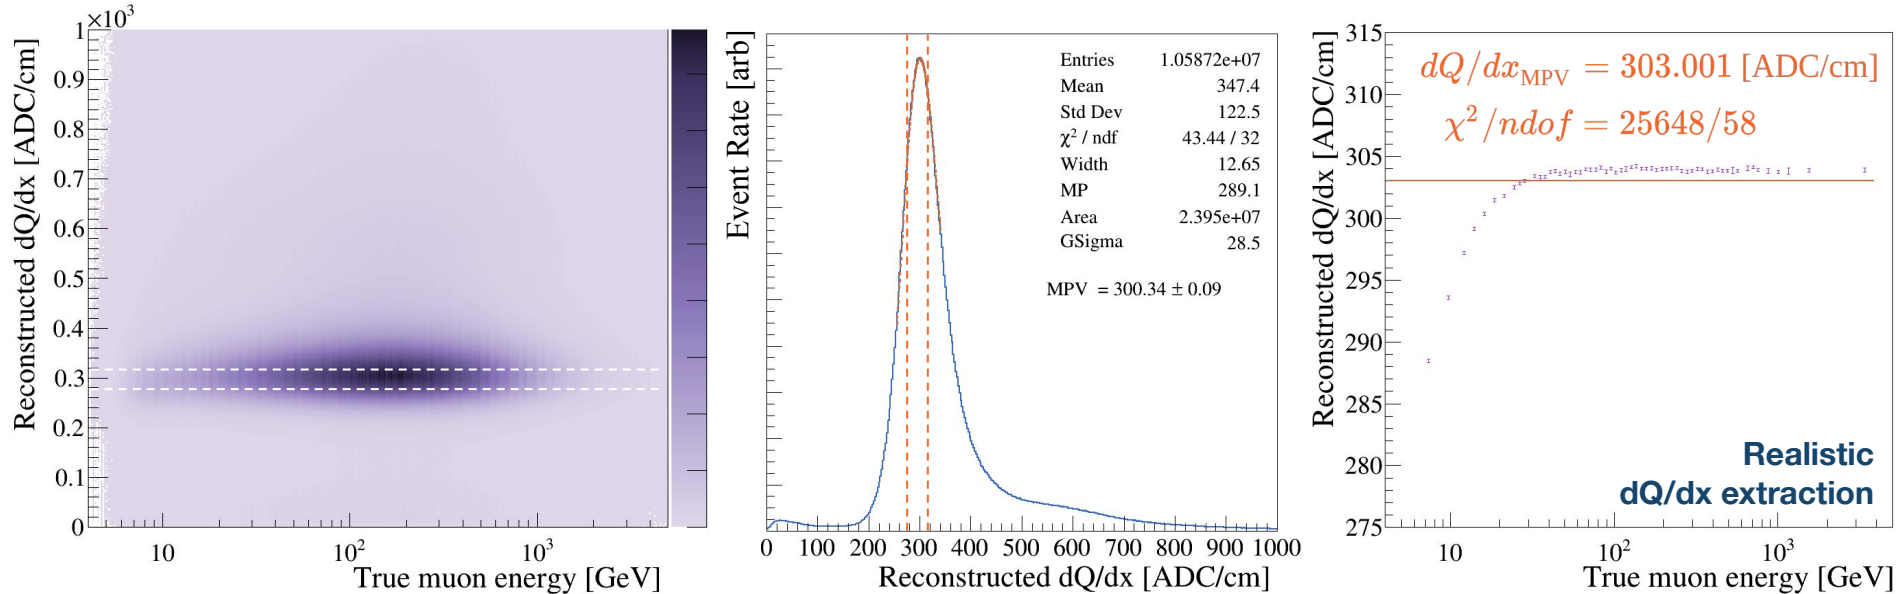 ×10³
Reconstructed dQ/dx [ADC/cm]
1
0.9
0.8
0.7
0.6
0.5
0.4
0.3
0.2
0.1
0
10 10² 10³
True muon energy [GeV]
Event Rate [arb]
Entries 1.05872e+07
Mean 347.4
Std Dev 122.5
χ² / ndf 43.44 / 32
Width 12.65
MP 289.1
Area 2.395e+07
GSigma 28.5
MPV = 300.34 ± 0.09
0 100 200 300 400 500 600 700 800 900 1000
Reconstructed dQ/dx [ADC/cm]
Reconstructed dQ/dx [ADC/cm]
315
310
305
300
295
290
285
280
275
dQ/dx_MPV = 303.001 [ADC/cm]
χ²/ndof = 25648/58
Realistic
dQ/dx extraction
10 10² 10³
True muon energy [GeV]